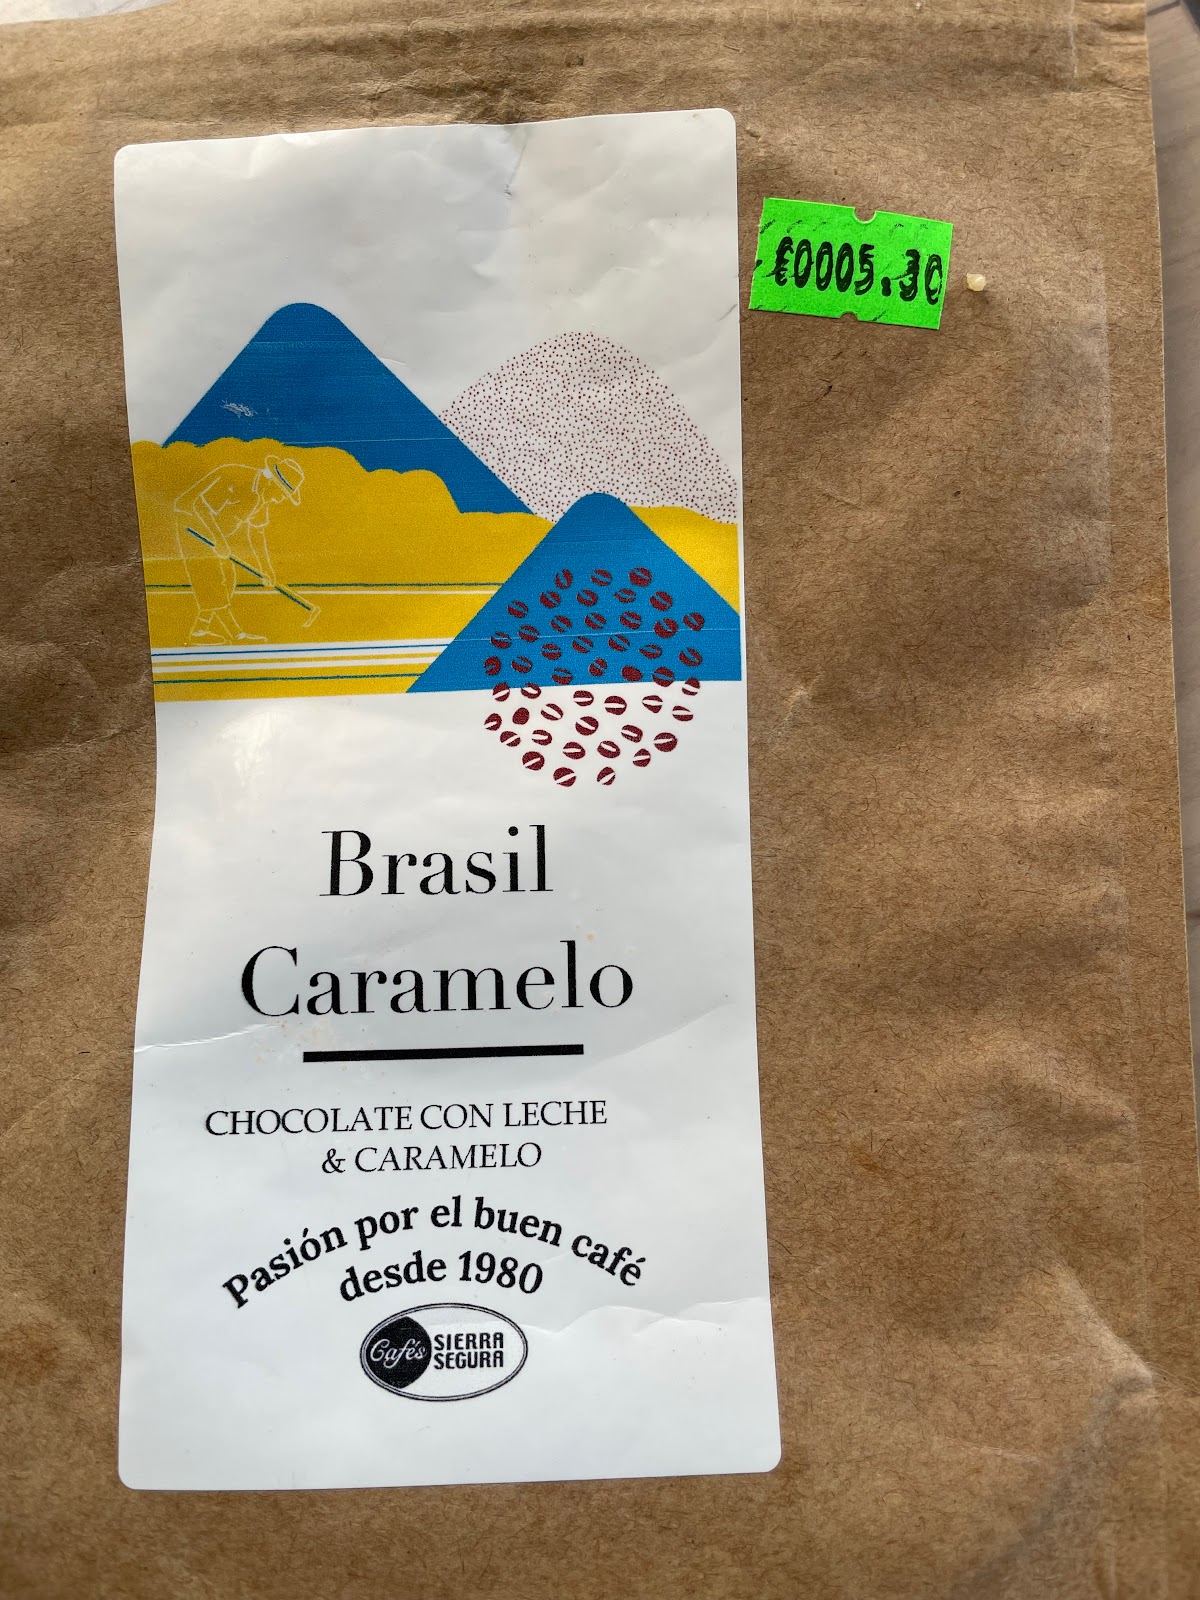 €0005.30
Brasil
Caramelo
CHOCOLATE CON LECHE
& CARAMELO
Pasión por el buen café
desde 1980
Cafés SIERRA
SEGURA